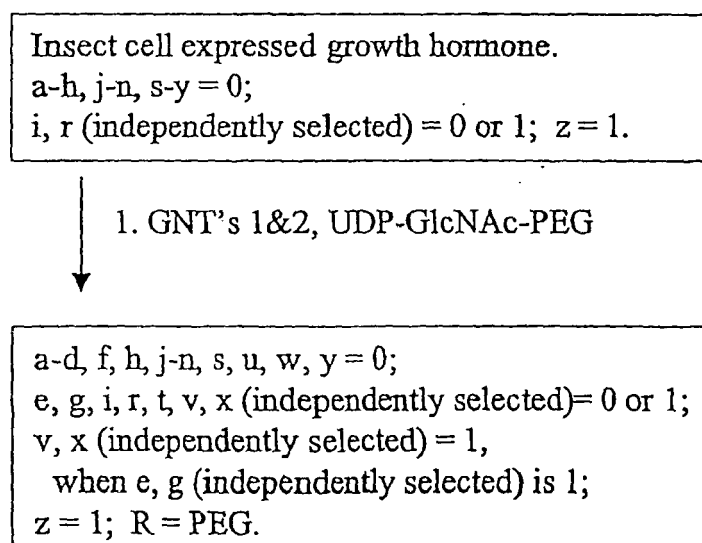 Insect cell expressed growth hormone.
a-h, j-n, s-y = 0;
i, r (independently selected) = 0 or 1; z = 1.
1. GNT's 1&2, UDP-GlcNAc-PEG
a-d, f, h, j-n, s, u, w, y = 0;
e, g, i, r, t, v, x (independently selected)= 0 or 1;
v, x (independently selected) = 1,
when e, g (independently selected) is 1;
z = 1; R = PEG.